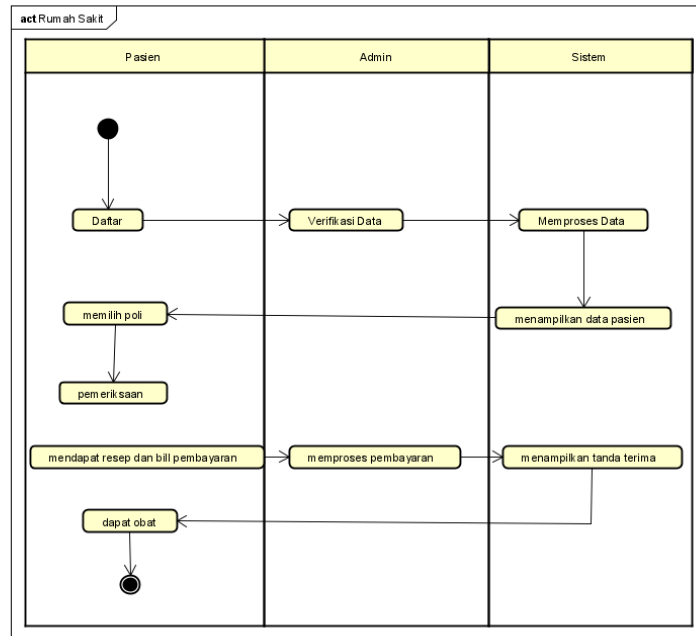 act Rumah Sakit
Pasien
Admin
Sistem
Daftar
Verifikasi Data
Memproses Data
memilih poli
menampilkan data pasien
pemeriksaan
mendapat resep dan bill pembayaran
memproses pembayaran
menampilkan tanda terima
dapat obat